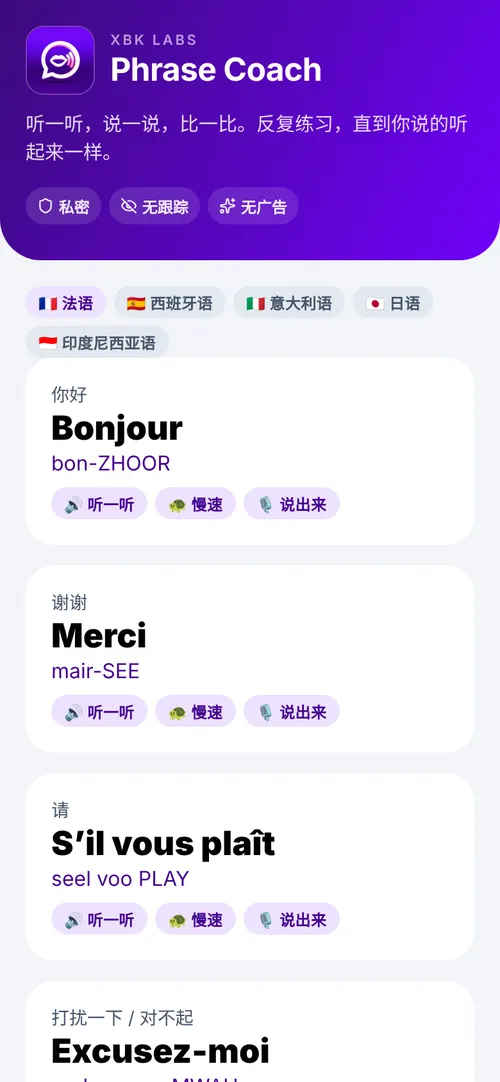 XBK LABS
Phrase Coach
听一听，说一说，比一比。反复练习，直到你说的听
起来一样。
私密 无跟踪 无广告
法语 西班牙语 意大利语 日语
印度尼西亚语
你好
Bonjour
bon-ZHOOR
听一听 慢速 说出来
谢谢
Merci
mair-SEE
听一听 慢速 说出来
请
S’il vous plaît
seel voo PLAY
听一听 慢速 说出来
打扰一下 / 对不起
Excusez-moi